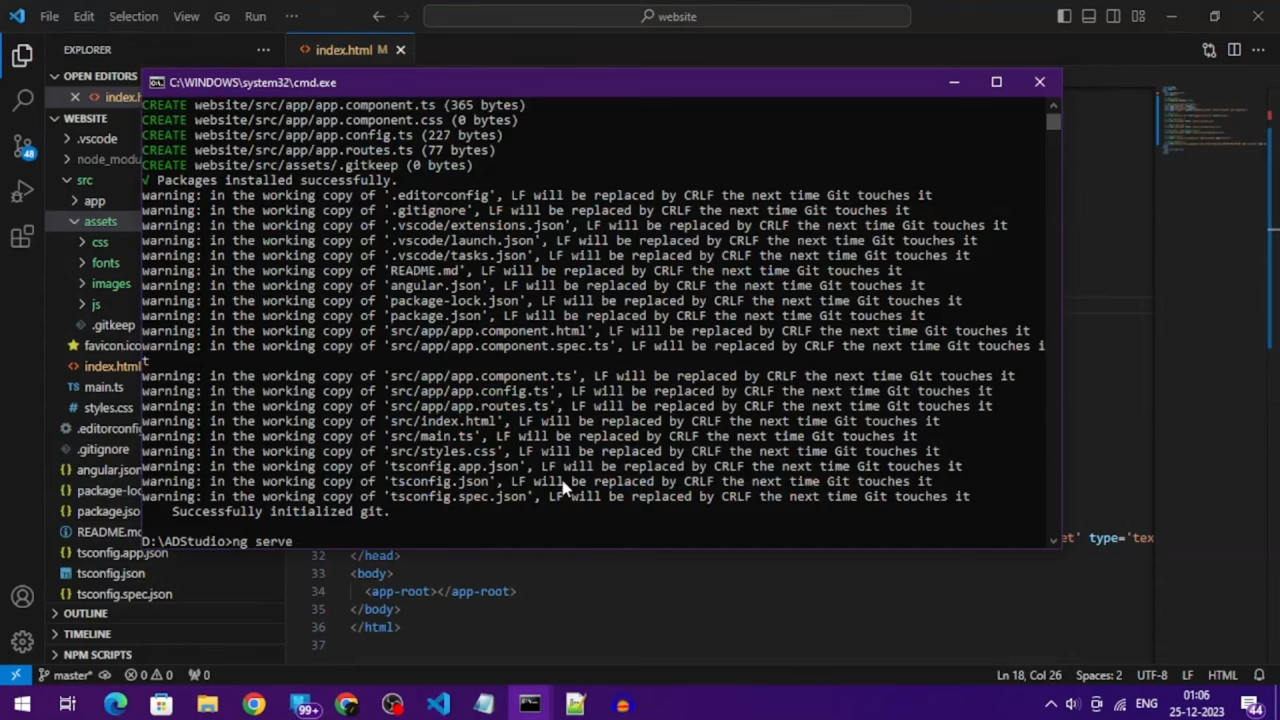 File Edit Selection View Go Run ··· website
EXPLORER ··· index.html M
OPEN EDITORS
index.h
WEBSITE
.vscode
node_modu
src
app
assets
css
fonts
images
js
.gitkeep
favicon.ico
index.html
main.ts
styles.css
.editorconfig
.gitignore
angular.json
package-loc
package.jso
README.md
tsconfig.app.json
tsconfig.json
tsconfig.spec.json
OUTLINE
TIMELINE
NPM SCRIPTS
C:\WINDOWS\system32\cmd.exe
CREATE website/src/app/app.component.ts (365 bytes)
CREATE website/src/app/app.component.css (0 bytes)
CREATE website/src/app/app.config.ts (227 bytes)
CREATE website/src/app/app.routes.ts (77 bytes)
CREATE website/src/assets/.gitkeep (0 bytes)
√ Packages installed successfully.
warning: in the working copy of '.editorconfig', LF will be replaced by CRLF the next time Git touches it
warning: in the working copy of '.gitignore', LF will be replaced by CRLF the next time Git touches it
warning: in the working copy of '.vscode/extensions.json', LF will be replaced by CRLF the next time Git touches it
warning: in the working copy of '.vscode/launch.json', LF will be replaced by CRLF the next time Git touches it
warning: in the working copy of '.vscode/tasks.json', LF will be replaced by CRLF the next time Git touches it
warning: in the working copy of 'README.md', LF will be replaced by CRLF the next time Git touches it
warning: in the working copy of 'angular.json', LF will be replaced by CRLF the next time Git touches it
warning: in the working copy of 'package-lock.json', LF will be replaced by CRLF the next time Git touches it
warning: in the working copy of 'package.json', LF will be replaced by CRLF the next time Git touches it
warning: in the working copy of 'src/app/app.component.html', LF will be replaced by CRLF the next time Git touches it
warning: in the working copy of 'src/app/app.component.spec.ts', LF will be replaced by CRLF the next time Git touches i
t
warning: in the working copy of 'src/app/app.component.ts', LF will be replaced by CRLF the next time Git touches it
warning: in the working copy of 'src/app/app.config.ts', LF will be replaced by CRLF the next time Git touches it
warning: in the working copy of 'src/app/app.routes.ts', LF will be replaced by CRLF the next time Git touches it
warning: in the working copy of 'src/index.html', LF will be replaced by CRLF the next time Git touches it
warning: in the working copy of 'src/main.ts', LF will be replaced by CRLF the next time Git touches it
warning: in the working copy of 'src/styles.css', LF will be replaced by CRLF the next time Git touches it
warning: in the working copy of 'tsconfig.app.json', LF will be replaced by CRLF the next time Git touches it
warning: in the working copy of 'tsconfig.json', LF will be replaced by CRLF the next time Git touches it
warning: in the working copy of 'tsconfig.spec.json', LF will be replaced by CRLF the next time Git touches it
Successfully initialized git.
D:\ADStudio>ng serve
et' type='tex
32 </head>
33 <body>
34 <app-root></app-root>
35 </body>
36 </html>
37
48
master* 0 0 0 Ln 18, Col 26 Spaces: 2 UTF-8 LF HTML
99+ ENG 01:06
25-12-2023 44